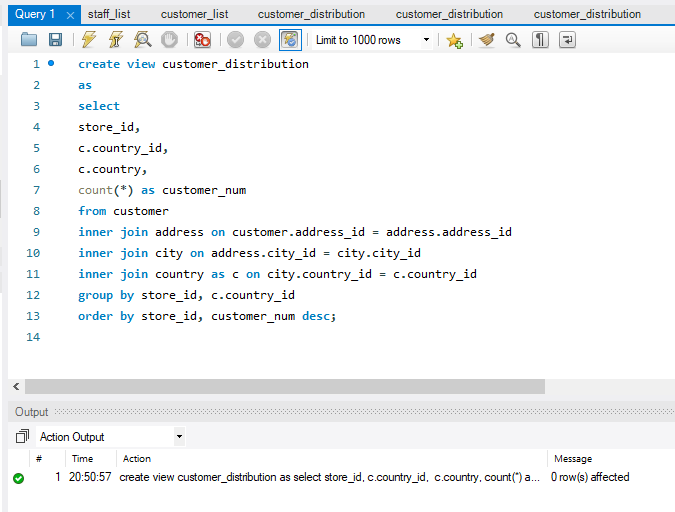 Query 1 staff_list customer_list customer_distribution customer_distribution customer_distribution
Limit to 1000 rows
1 create view customer_distribution
2 as
3 select
4 store_id,
5 c.country_id,
6 c.country,
7 count(*) as customer_num
8 from customer
9 inner join address on customer.address_id = address.address_id
10 inner join city on address.city_id = city.city_id
11 inner join country as c on city.country_id = c.country_id
12 group by store_id, c.country_id
13 order by store_id, customer_num desc;
14
Output
Action Output
# Time Action Message
1 20:50:57 create view customer_distribution as select store_id, c.country_id, c.country, count(*) a... 0 row(s) affected